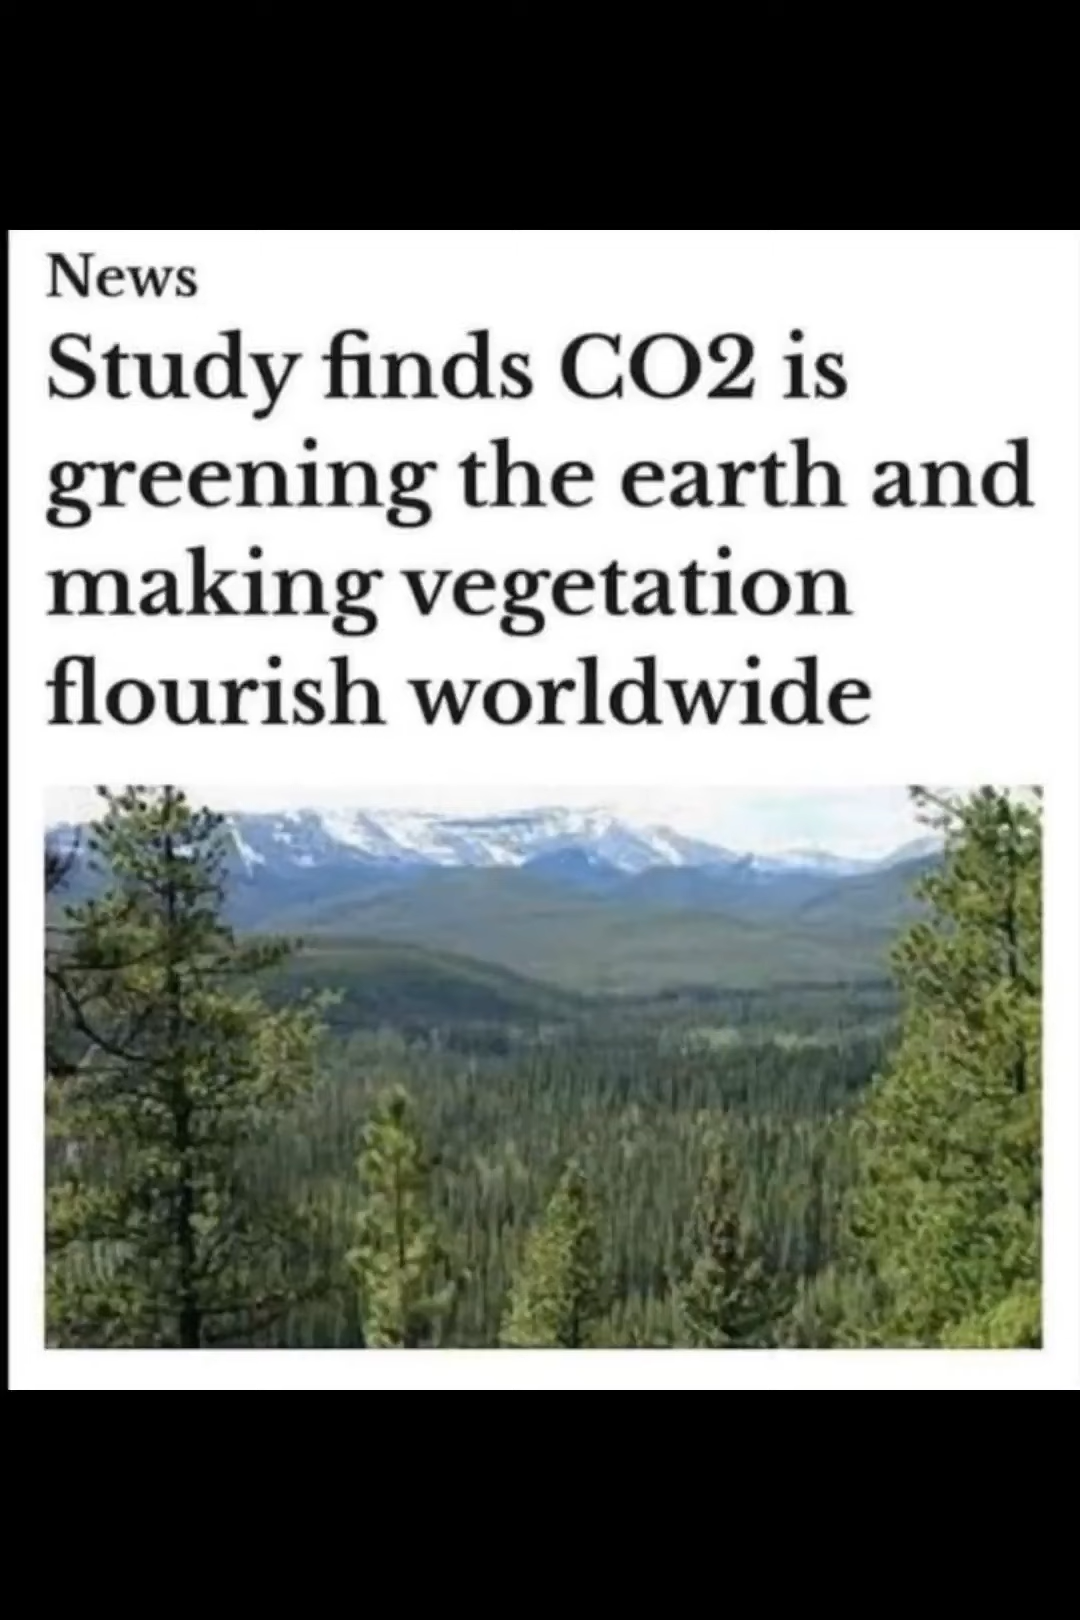 News
Study finds CO2 is
greening the earth and
making vegetation
flourish worldwide